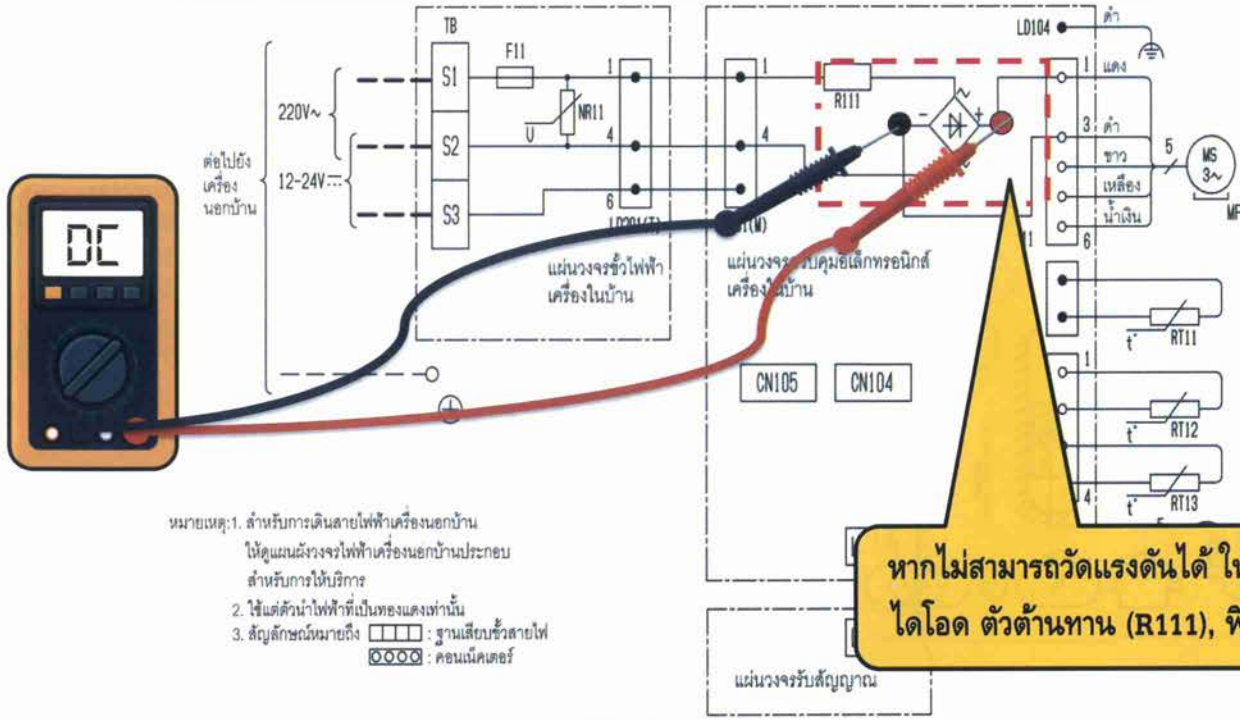 TB
F11
S1
S2
S3
NR11
U
1
4
6
220V~
12-24V
ต่อไปยัง
เครื่อง
นอกบ้าน
DC
แผ่นวงจรขั้วไฟฟ้า
เครื่องในบ้าน
1
4
R111
-
+
~
LD104
ดำ
1
แดง
3
ดำ
ขาว
เหลือง
น้ำเงิน
6
5
MS
3~
เครื่องในบ้าน
CN105
CN104
t°
RT11
1
t°
RT12
4
t°
RT13
หมายเหตุ:1. สำหรับการเดินสายไฟฟ้าเครื่องนอกบ้าน
ให้ดูแผนผังวงจรไฟฟ้าเครื่องนอกบ้านประกอบ
สำหรับการให้บริการ
2. ใช้แต่ตัวนำไฟฟ้าที่เป็นทองแดงเท่านั้น
3. สัญลักษณ์หมายถึง : ฐานเสียบขั้วสายไฟ
: คอนเน็คเตอร์
หากไม่สามารถวัดแรงดันได้
ไดโอด ตัวต้านทาน (R111),
แผ่นวงจรรับสัญญาณ